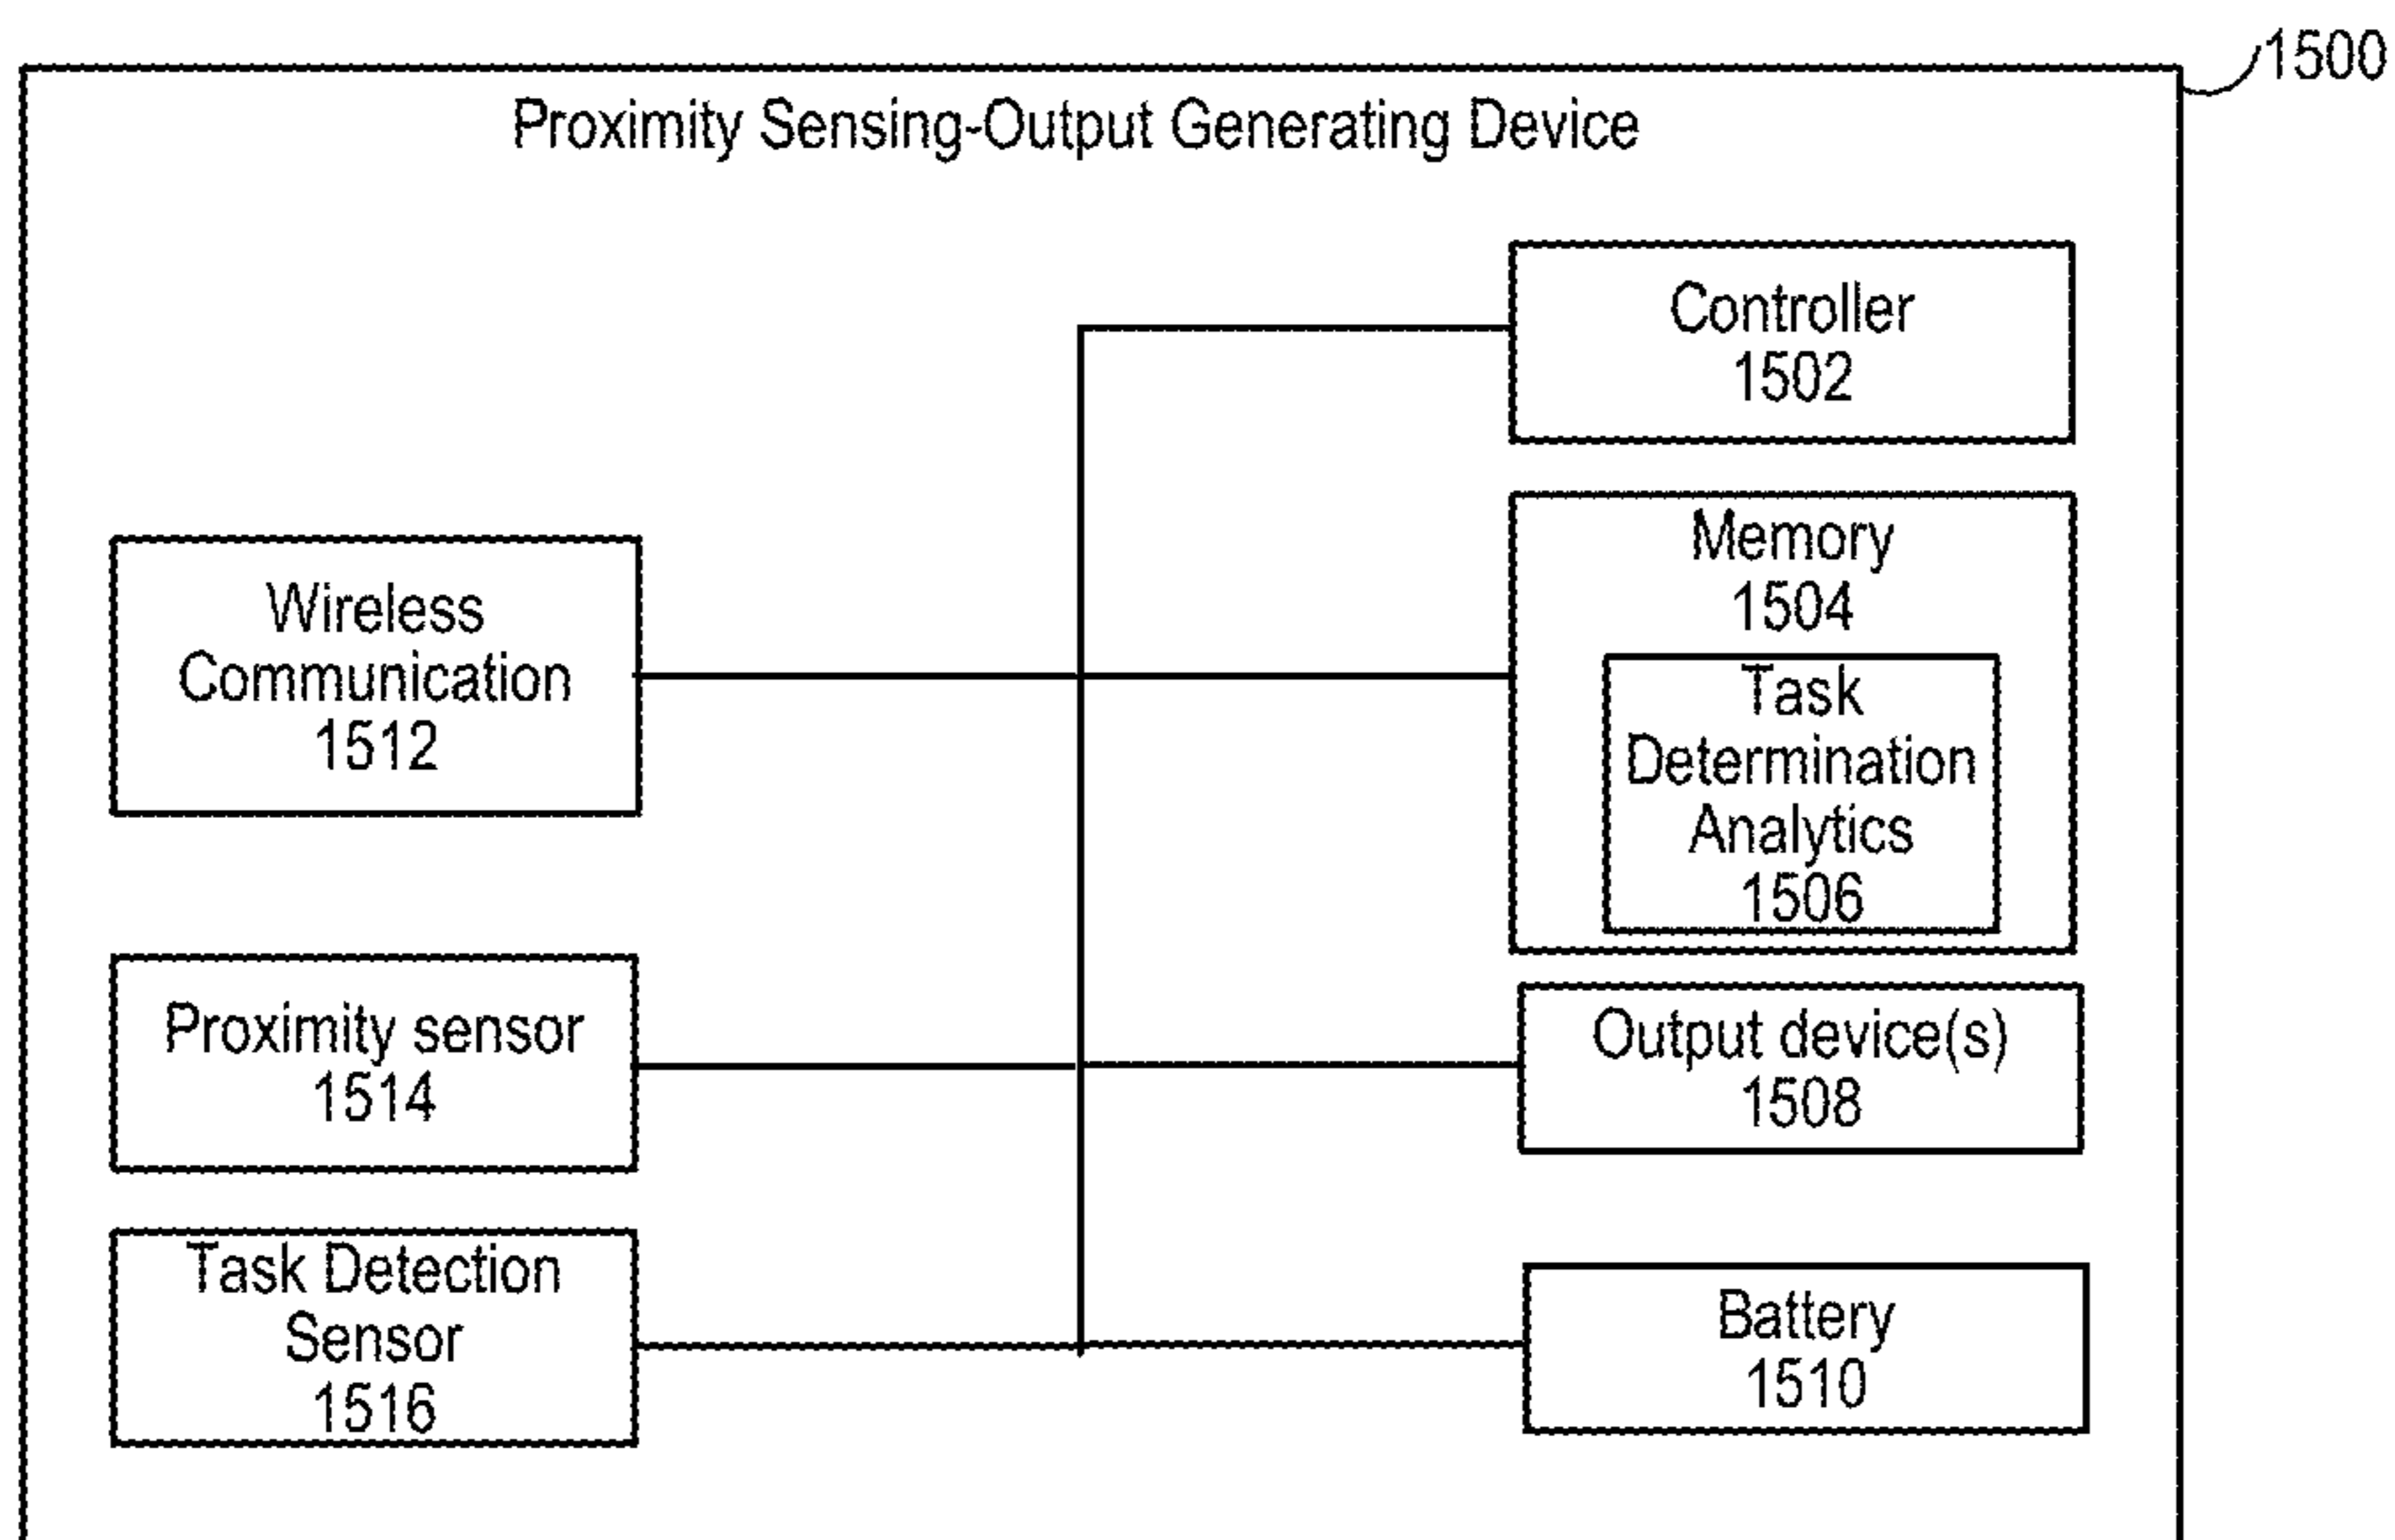 1500
Proximity Sensing-Output Generating Device
Controller
1502
Memory
1504
Task
Determination
Analytics
1506
Wireless
Communication
1512
Proximity sensor
1514
Output device(s)
1508
Task Detection
Sensor
1516
Battery
1510